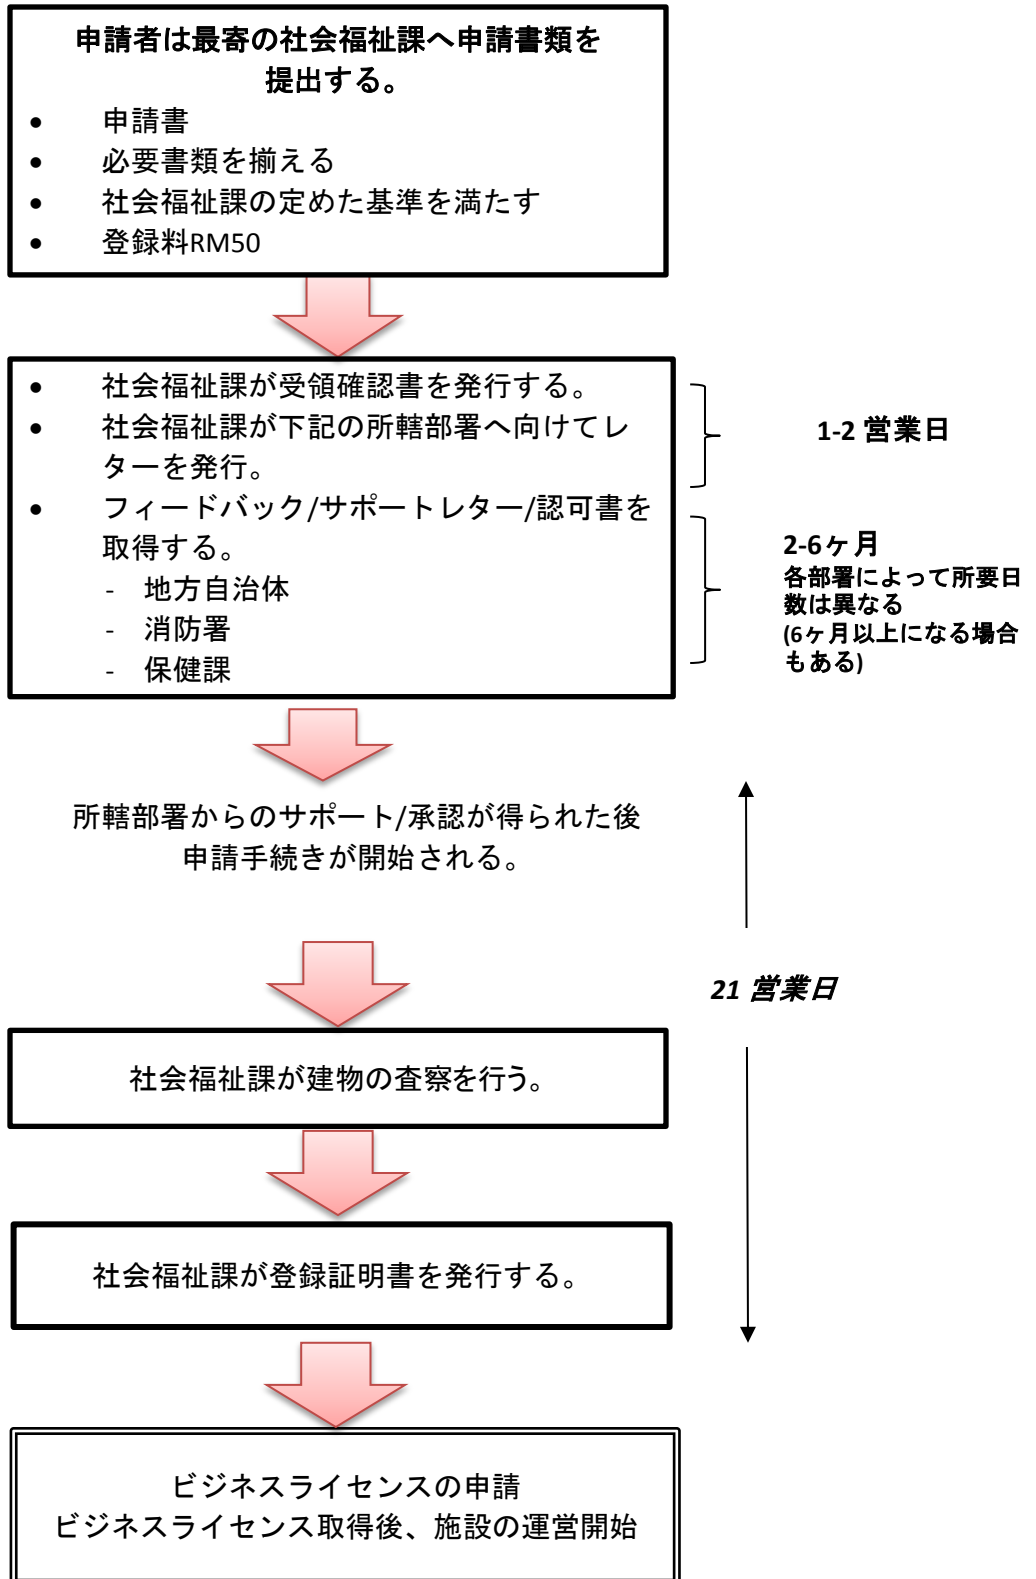 申請者は最寄の社会福祉課へ申請書類を
提出する。
• 申請書
• 必要書類を揃える
• 社会福祉課の定めた基準を満たす
• 登録料RM50
• 社会福祉課が受領確認書を発行する。
• 社会福祉課が下記の所轄部署へ向けてレ
ターを発行。
• フィードバック/サポートレター/認可書を
取得する。
- 地方自治体
- 消防署
- 保健課
1-2 営業日
2-6ヶ月
各部署によって所要日
数は異なる
(6ヶ月以上になる場合
もある)
所轄部署からのサポート/承認が得られた後
申請手続きが開始される。
21 営業日
社会福祉課が建物の査察を行う。
社会福祉課が登録証明書を発行する。
ビジネスライセンスの申請
ビジネスライセンス取得後、施設の運営開始